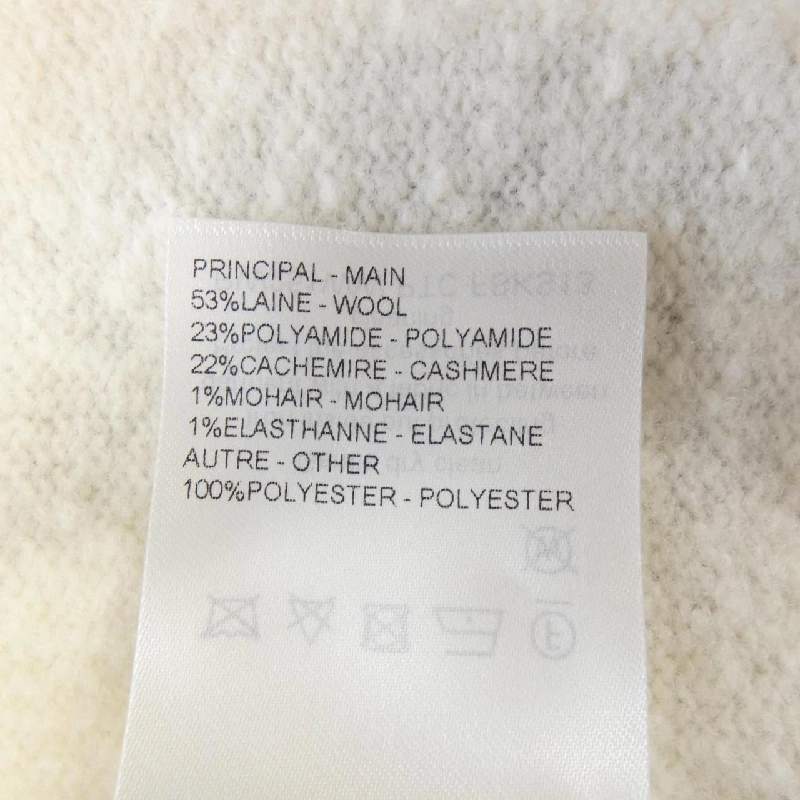 PRINCIPAL - MAIN
53%LAINE - WOOL
23%POLYAMIDE - POLYAMIDE
22%CACHEMIRE - CASHMERE
1%MOHAIR - MOHAIR
1%ELASTHANNE - ELASTANE
AUTRE - OTHER
100%POLYESTER - POLYESTER